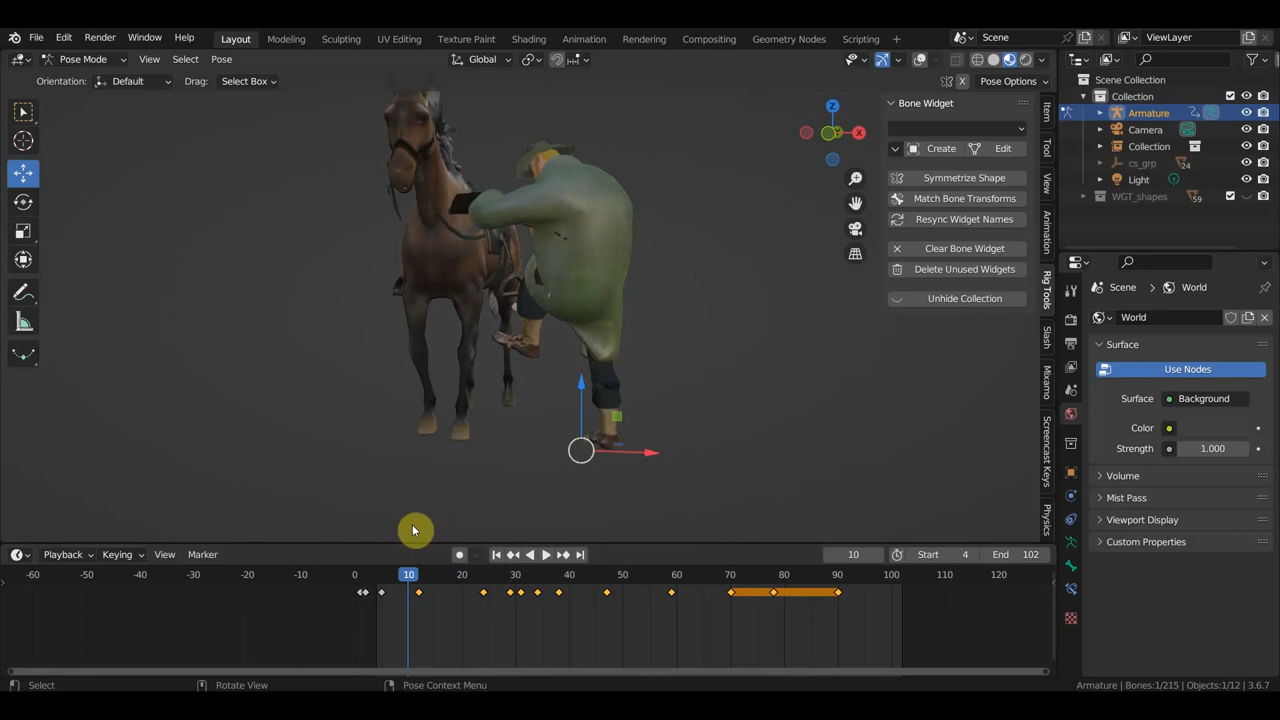 File Edit Render Window Help Layout Modeling Sculpting UV Editing Texture Paint Shading Animation Rendering Compositing Geometry Nodes Scripting Scene ViewLayer
Pose Mode View Select Pose Global
Orientation: Default Drag: Select Box X Pose Options
Scene Collection
Collection
Armature
Camera
Collection
cs_grp 24
Light
WGT_shapes 59
Z
X
Bone Widget
Create Edit
Symmetrize Shape
Match Bone Transforms
Resync Widget Names
Clear Bone Widget
Delete Unused Widgets
Unhide Collection
Item
Tool
View
Animation
Rig Tools
Slash
Mixamo
Screencast Keys
Physics
Scene World
World
Surface
Use Nodes
Surface Background
Color
Strength 1.000
Volume
Mist Pass
Viewport Display
Custom Properties
Playback Keying View Marker 10 Start 4 End 102
-60 -50 -40 -30 -20 -10 0 10 20 30 40 50 60 70 80 90 100 110 120
Select Rotate View Pose Context Menu Armature | Bones:1/215 | Objects:1/12 | 3.6.7